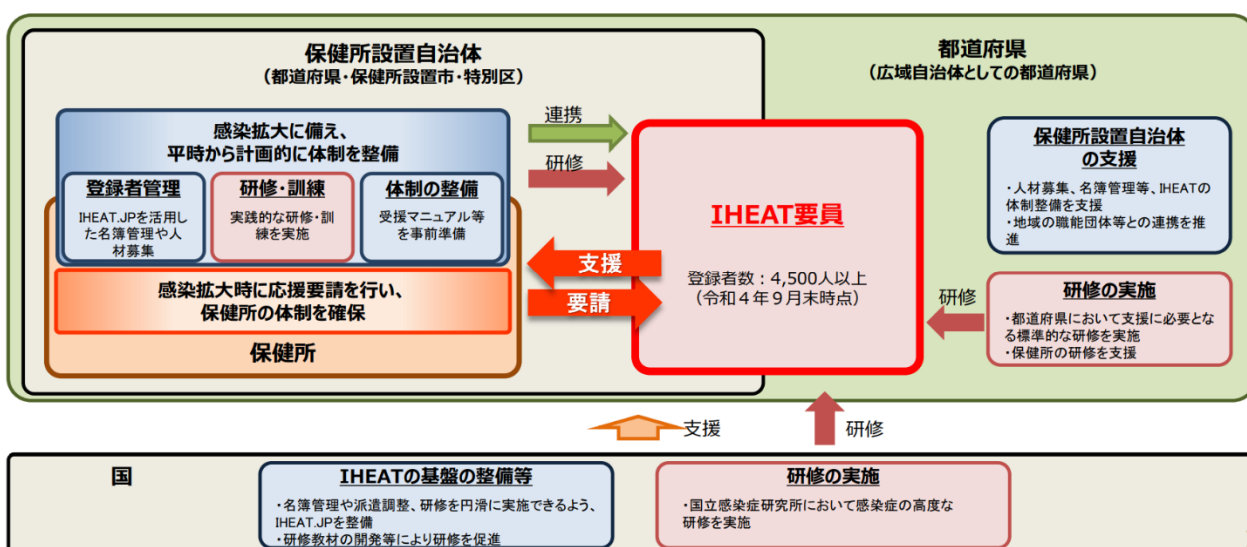 保健所設置自治体
（都道府県・保健所設置市・特別区）
都道府県
（広域自治体としての都道府県）
感染拡大に備え、
平時から計画的に体制を整備
登録者管理
IHEAT.JPを活用し
た名簿管理や人
材募集
研修・訓練
実践的な研修・訓
練を実施
体制の整備
受援マニュアル等
を事前準備
感染拡大時に応援要請を行い、
保健所の体制を確保
保健所
連携
研修
支援
要請
IHEAT要員
登録者数：4,500人以上
（令和４年９月末時点）
保健所設置自治体
の支援
・人材募集、名簿管理等、IHEATの
体制整備を支援
・地域の職能団体等との連携を推
進
研修
研修の実施
・都道府県において支援に必要とな
る標準的な研修を実施
・保健所の研修を支援
支援
研修
国
IHEATの基盤の整備等
・名簿管理や派遣調整、研修を円滑に実施できるよう、
IHEAT.JPを整備
・研修教材の開発等により研修を促進
研修の実施
・国立感染症研究所において感染症の高度な
研修を実施